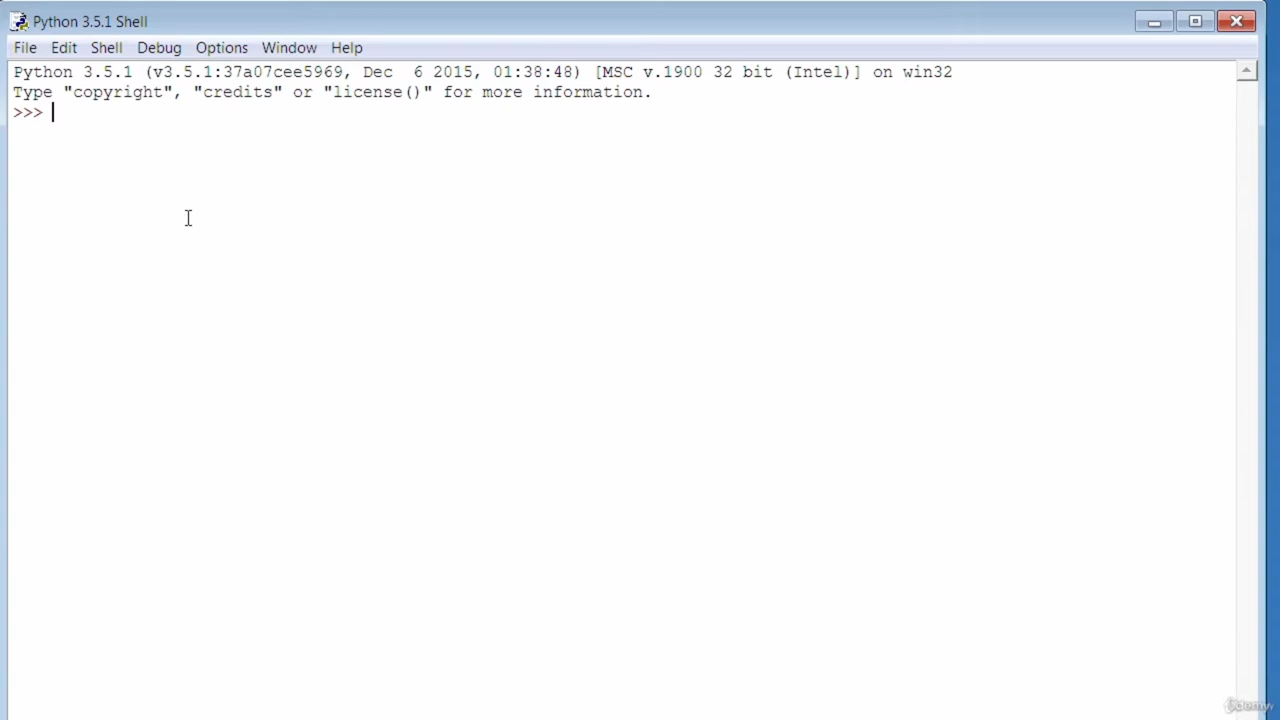 Python 3.5.1 Shell
File Edit Shell Debug Options Window Help
Python 3.5.1 (v3.5.1:37a07cee5969, Dec  6 2015, 01:38:48) [MSC v.1900 32 bit (Intel)] on win32
Type "copyright", "credits" or "license()" for more information.
>>>
Udemy